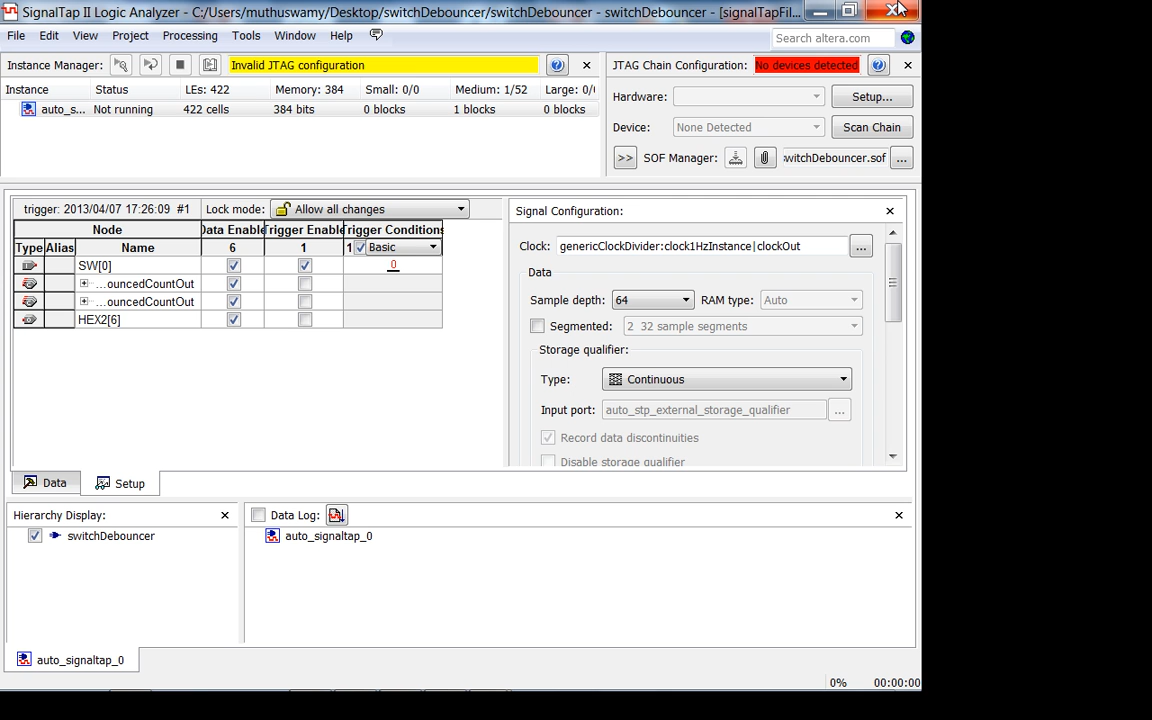 SignalTap II Logic Analyzer - C:/Users/muthuswamy/Desktop/switchDebouncer/switchDebouncer - switchDebouncer - [signalTapFil...
File Edit View Project Processing Tools Window Help
Search altera.com
Instance Manager: Invalid JTAG configuration
Instance Status LEs: 422 Memory: 384 Small: 0/0 Medium: 1/52 Large: 0/(
auto_s... Not running 422 cells 384 bits 0 blocks 1 blocks 0 blocks
JTAG Chain Configuration: No devices detected
Hardware: Setup...
Device: None Detected Scan Chain
>> SOF Manager: witchDebouncer.sof ...
trigger: 2013/04/07 17:26:09 #1 Lock mode: Allow all changes
Node Data Enable Trigger Enable Trigger Conditions
Type Alias Name 6 1 1 Basic
SW[0] 0
...ouncedCountOut
...ouncedCountOut
HEX2[6]
Signal Configuration:
Clock: genericClockDivider:clock1HzInstance|clockOut ...
Data
Sample depth: 64 RAM type: Auto
Segmented: 2 32 sample segments
Storage qualifier:
Type: Continuous
Input port: auto_stp_external_storage_qualifier ...
Record data discontinuities
Disable storage qualifier
Data Setup
Hierarchy Display:
switchDebouncer
Data Log:
auto_signaltap_0
auto_signaltap_0
0% 00:00:00